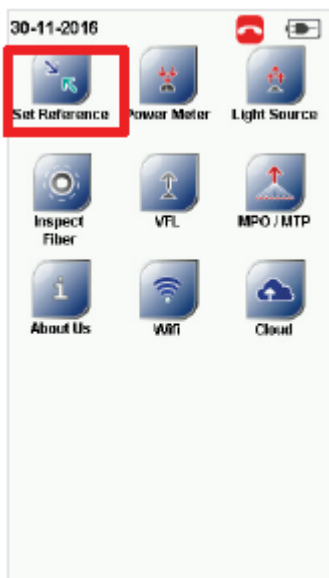 30-11-2016
Set Reference Power Meter Light Source
Inspect Fiber VFL MPO / MTP
About Us Wifi Cloud